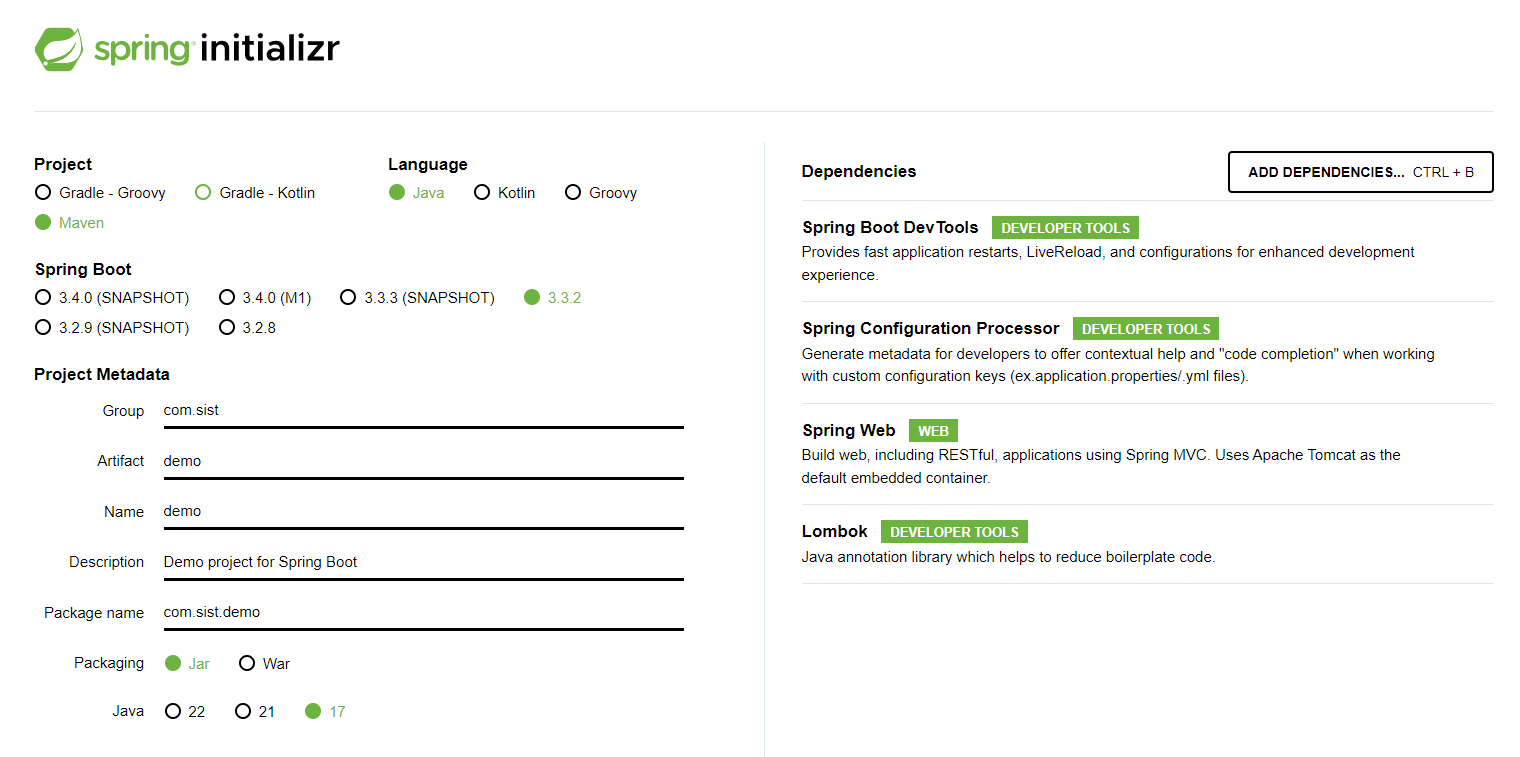 spring initializr
Project
Gradle - Groovy Gradle - Kotlin
Maven
Language
Java Kotlin Groovy
Spring Boot
3.4.0 (SNAPSHOT) 3.4.0 (M1) 3.3.3 (SNAPSHOT) 3.3.2
3.2.9 (SNAPSHOT) 3.2.8
Project Metadata
Group com.sist
Artifact demo
Name demo
Description Demo project for Spring Boot
Package name com.sist.demo
Packaging Jar War
Java 22 21 17
Dependencies ADD DEPENDENCIES... CTRL + B
Spring Boot DevTools DEVELOPER TOOLS
Provides fast application restarts, LiveReload, and configurations for enhanced development
experience.
Spring Configuration Processor DEVELOPER TOOLS
Generate metadata for developers to offer contextual help and "code completion" when working
with custom configuration keys (ex.application.properties/.yml files).
Spring Web WEB
Build web, including RESTful, applications using Spring MVC. Uses Apache Tomcat as the
default embedded container.
Lombok DEVELOPER TOOLS
Java annotation library which helps to reduce boilerplate code.